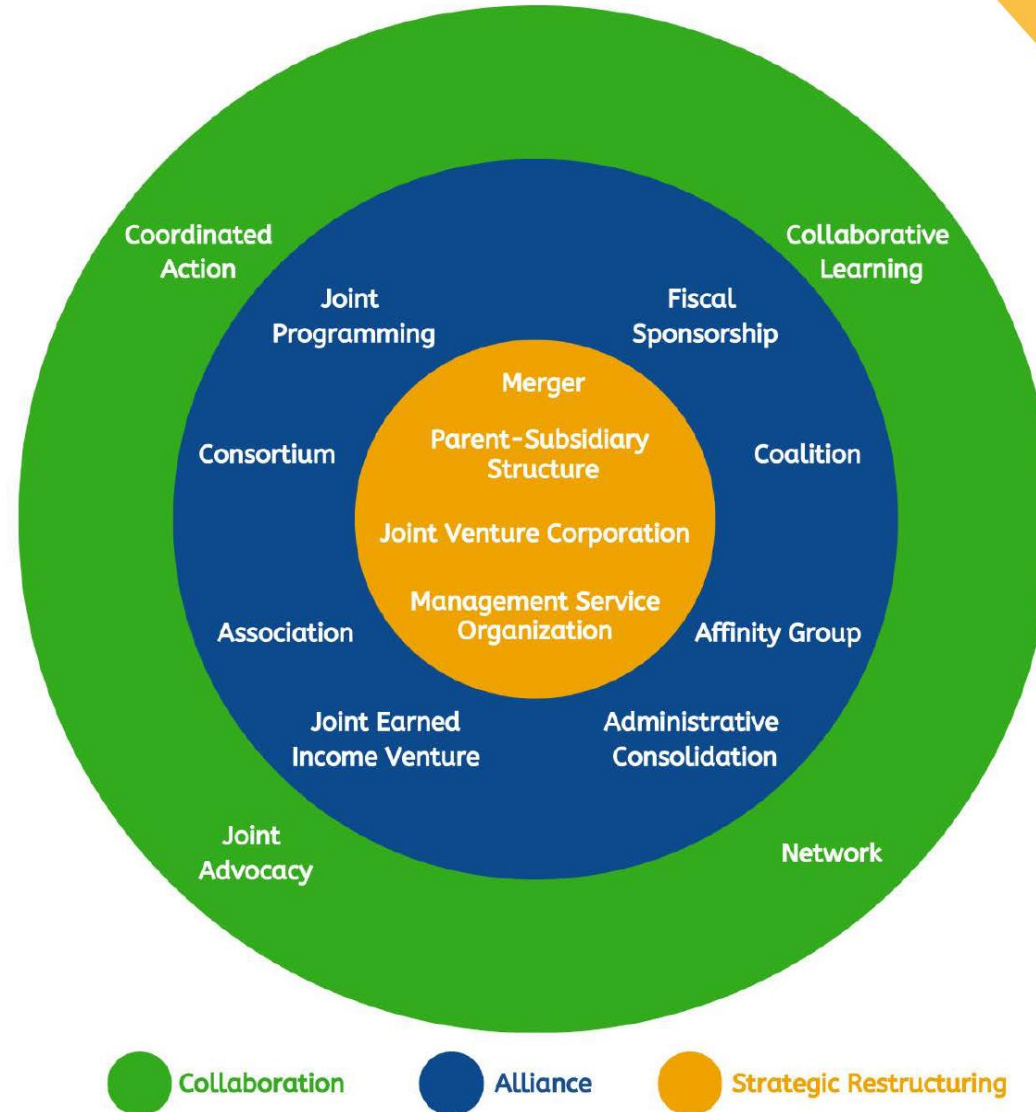 Coordinated
Action
Collaborative
Learning
Joint
Programming
Fiscal
Sponsorship
Merger
Parent-Subsidiary
Structure
Consortium
Coalition
Joint Venture Corporation
Management Service
Organization
Association
Affinity Group
Joint Earned
Income Venture
Administrative
Consolidation
Joint
Advocacy
Network
Collaboration
Alliance
Strategic Restructuring